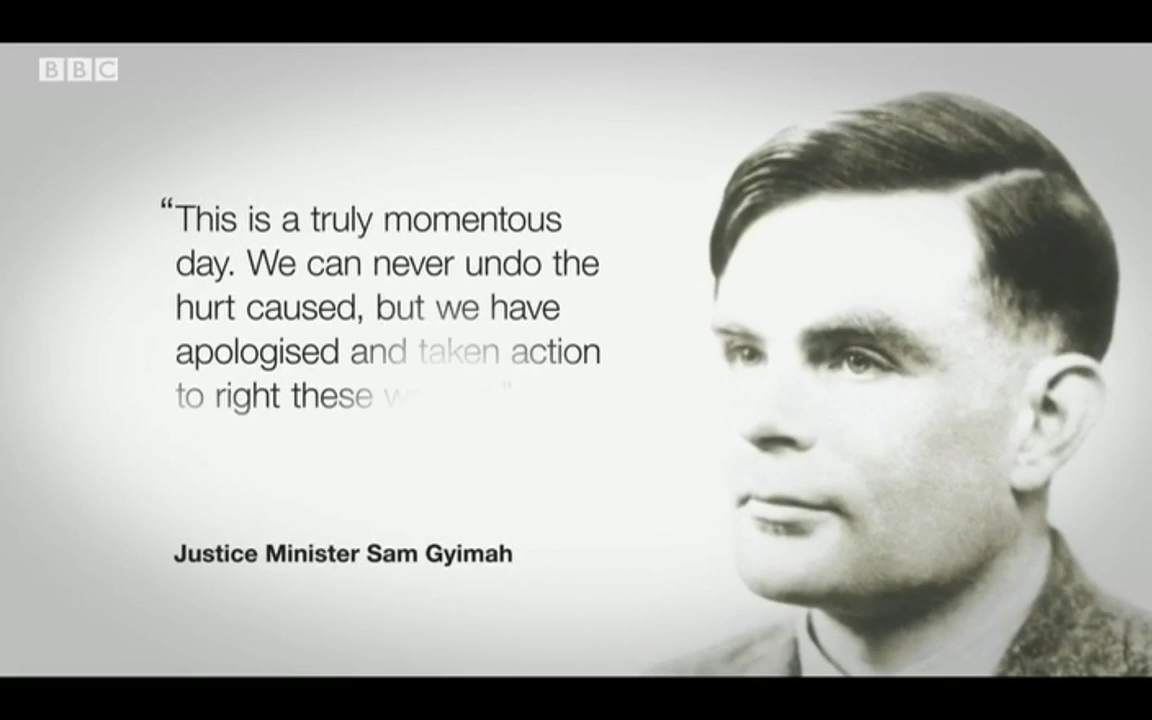 BBC
“This is a truly momentous
day. We can never undo the
hurt caused, but we have
apologised and taken action
to right these
Justice Minister Sam Gyimah